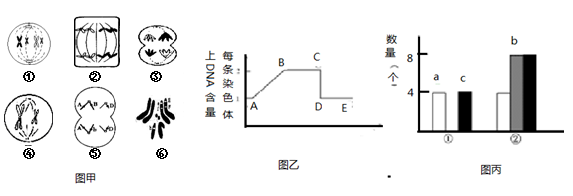 ① ② ③
④ ⑤ ⑥
A B D
A b D
图甲
每条染色体
上DNA含量
A B C D E
图乙
数量(个)
8
4
a c b
① ②
图丙